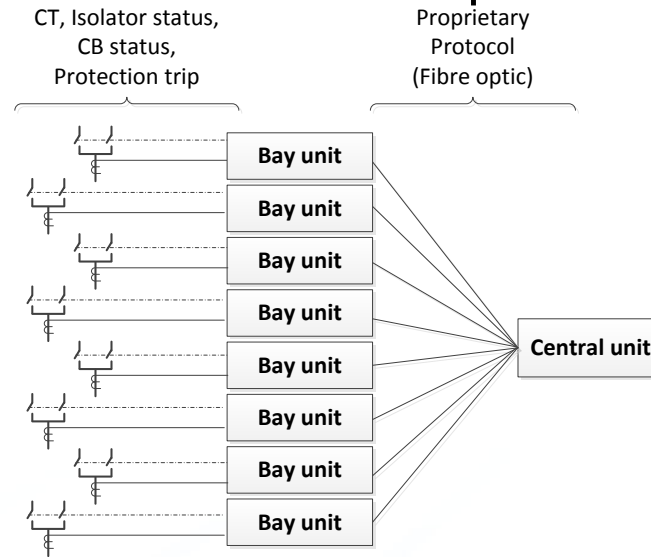 CT, Isolator status,
CB status,
Protection trip
Proprietary
Protocol
(Fibre optic)
Bay unit
Bay unit
Bay unit
Bay unit
Bay unit
Bay unit
Bay unit
Bay unit
Central unit